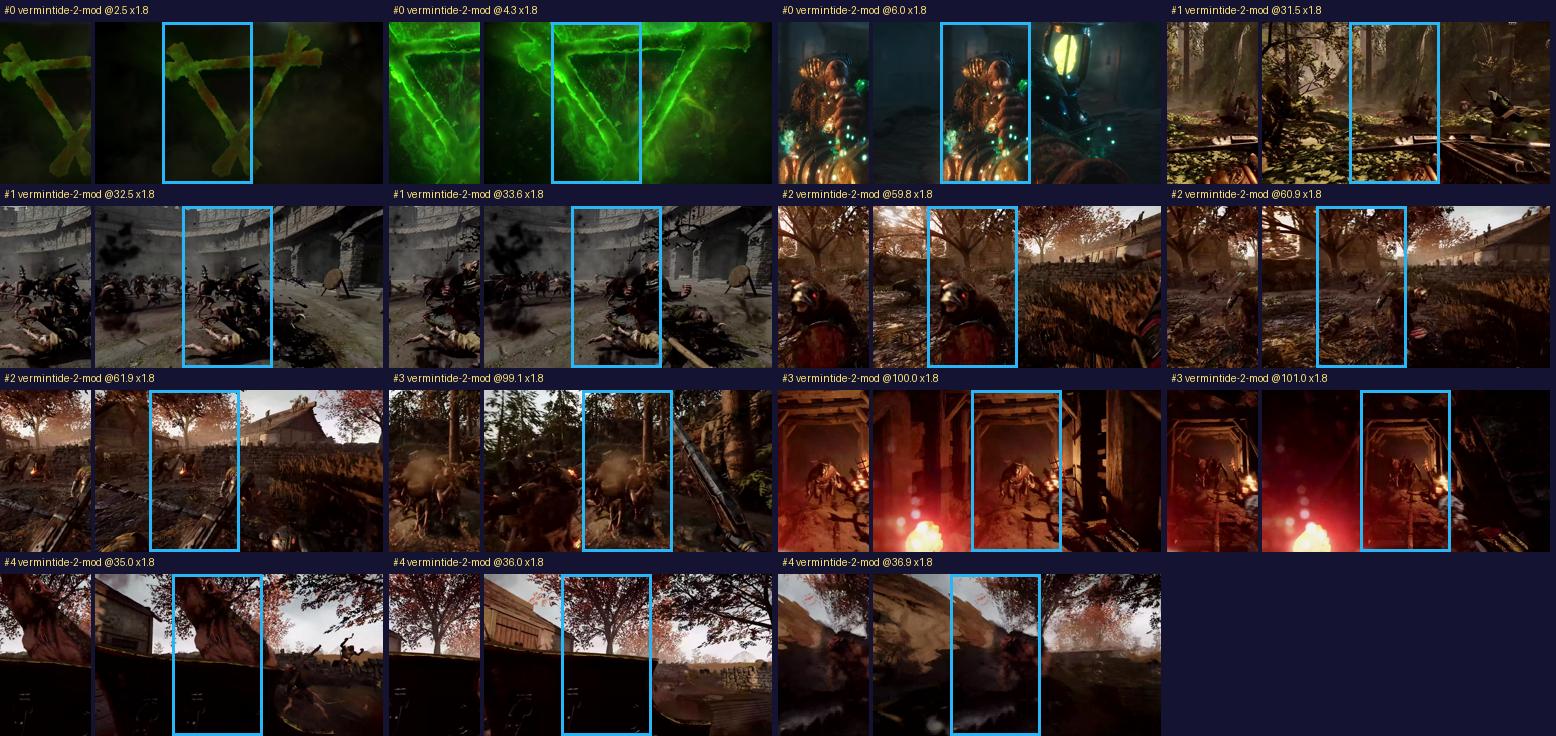 #0 vermintide-2-mod @2.5 x1.8
#0 vermintide-2-mod @4.3 x1.8
#0 vermintide-2-mod @6.0 x1.8
#1 vermintide-2-mod @31.5 x1.8
#1 vermintide-2-mod @32.5 x1.8
#1 vermintide-2-mod @33.6 x1.8
#2 vermintide-2-mod @59.8 x1.8
#2 vermintide-2-mod @60.9 x1.8
#2 vermintide-2-mod @61.9 x1.8
#3 vermintide-2-mod @99.1 x1.8
#3 vermintide-2-mod @100.0 x1.8
#3 vermintide-2-mod @101.0 x1.8
#4 vermintide-2-mod @35.0 x1.8
#4 vermintide-2-mod @36.0 x1.8
#4 vermintide-2-mod @36.9 x1.8